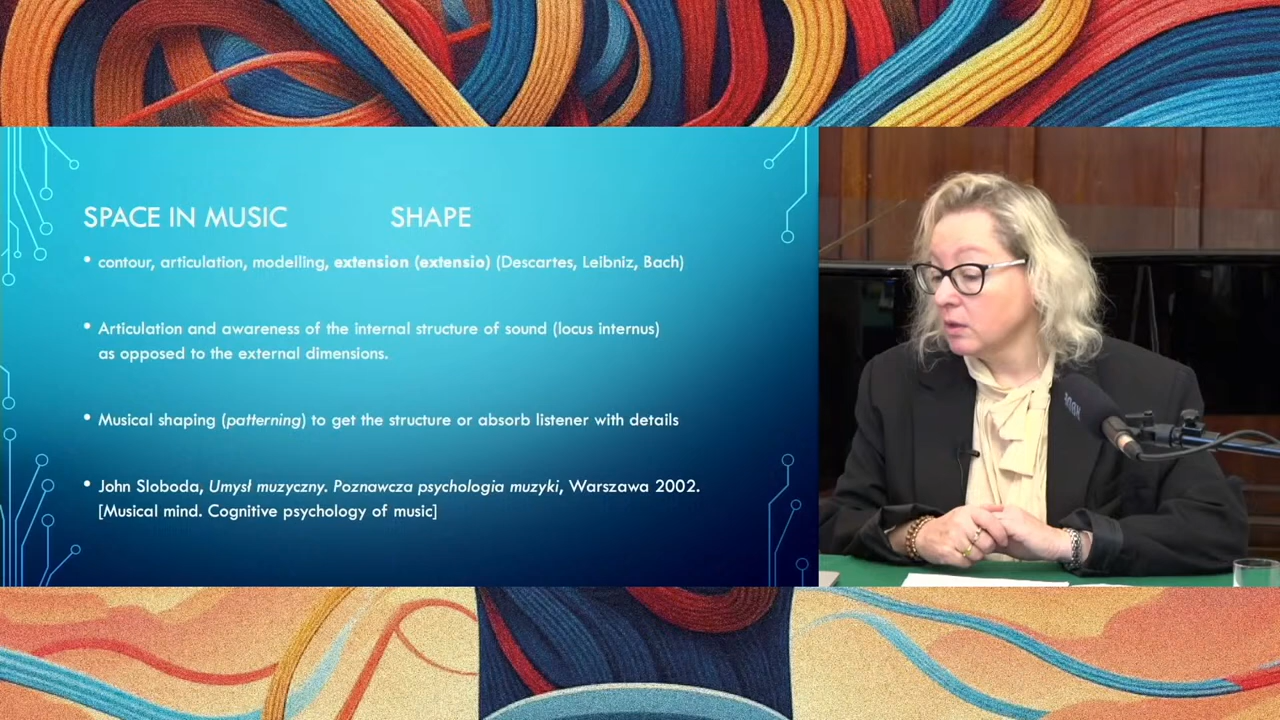 SPACE IN MUSIC SHAPE
• contour, articulation, modelling, extension (extensio) (Descartes, Leibniz, Bach)
• Articulation and awareness of the internal structure of sound (locus internus)
as opposed to the external dimensions.
• Musical shaping (patterning) to get the structure or absorb listener with details
• John Sloboda, Umysł muzyczny. Poznawcza psychologia muzyki, Warszawa 2002.
[Musical mind. Cognitive psychology of music]